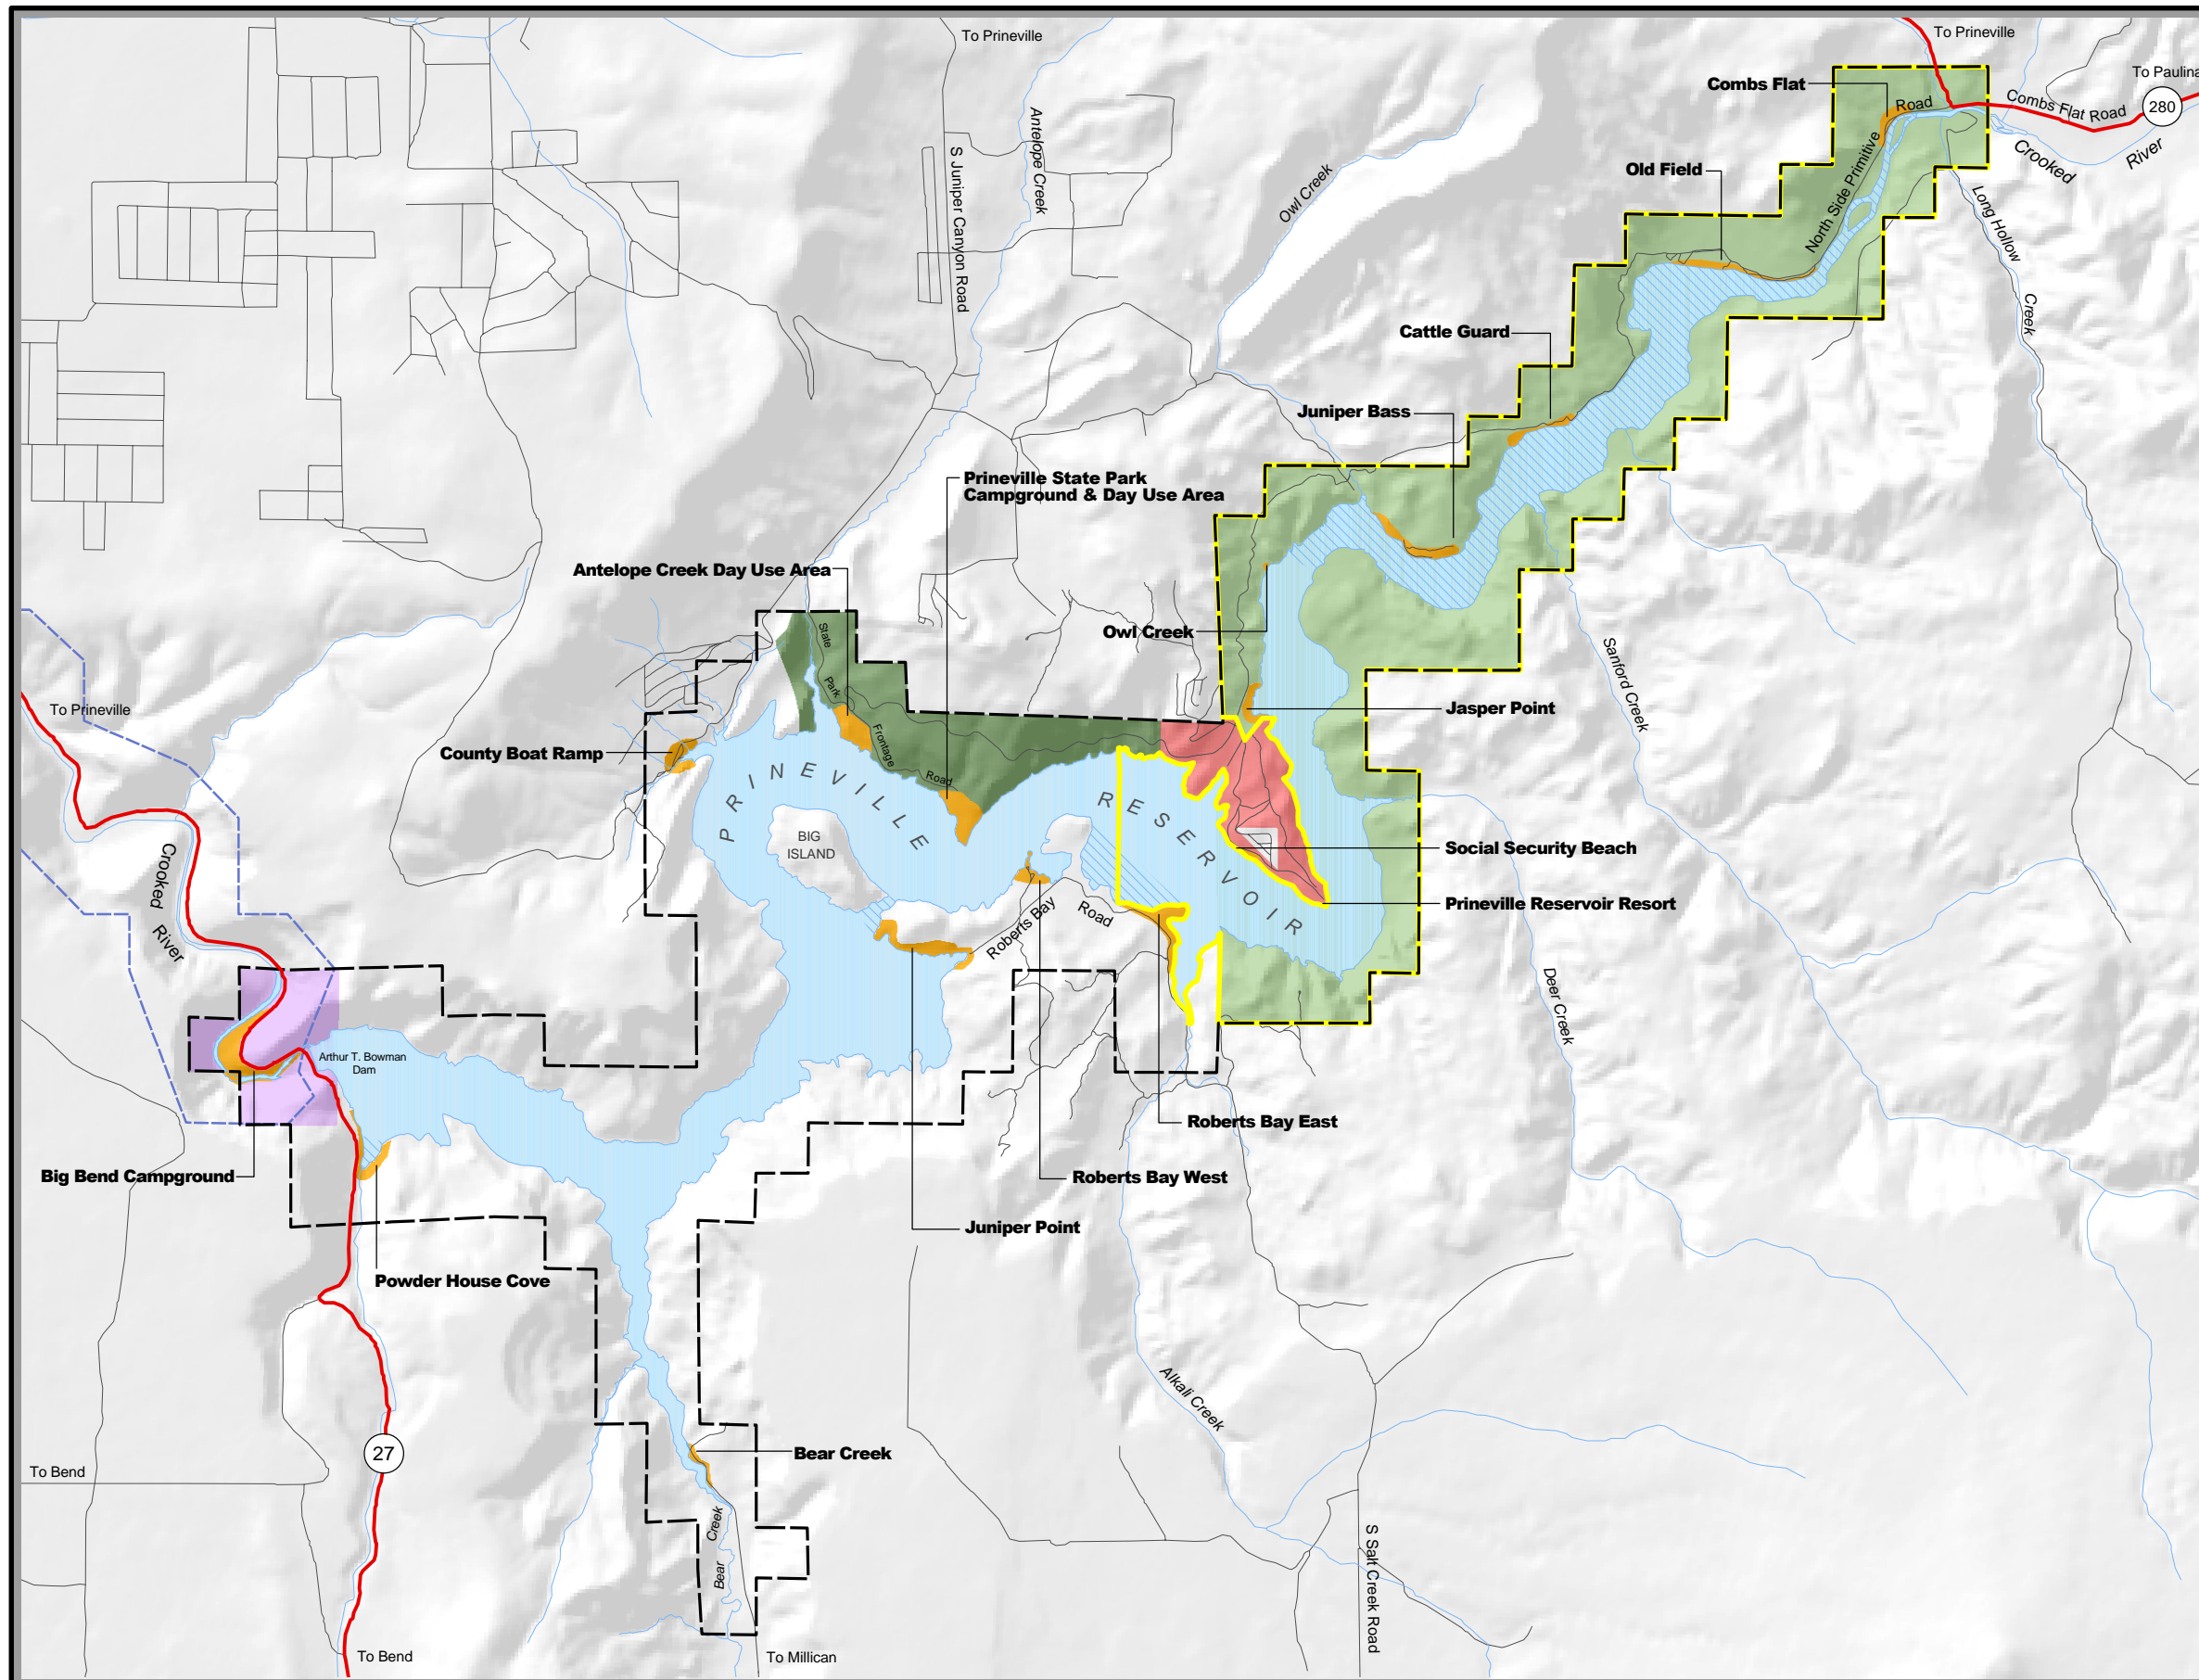 To Prineville
To Prineville
To Paulina
Combs Flat
Road
Combs Flat Road
280
Crooked
River
North Side Primitive
Old Field
Long Hollow
Creek
Antelope Creek
S Juniper Canyon Road
Owl Creek
Cattle Guard
Juniper Bass
Prineville State Park
Campground & Day Use Area
Antelope Creek Day Use Area
State
Park
Frontage
Road
Owl Creek
Sanford Creek
To Prineville
Jasper Point
County Boat Ramp
PRINEVILLE
RESERVOIR
BIG
ISLAND
Social Security Beach
Prineville Reservoir Resort
Crooked
River
Roberts Bay
Road
Deer Creek
Arthur T. Bowman
Dam
Roberts Bay East
Big Bend Campground
Roberts Bay West
Juniper Point
Powder House Cove
Alkali Creek
27
Bear Creek
To Bend
Creek
Bear
S Salt Creek Road
To Bend
To Millican